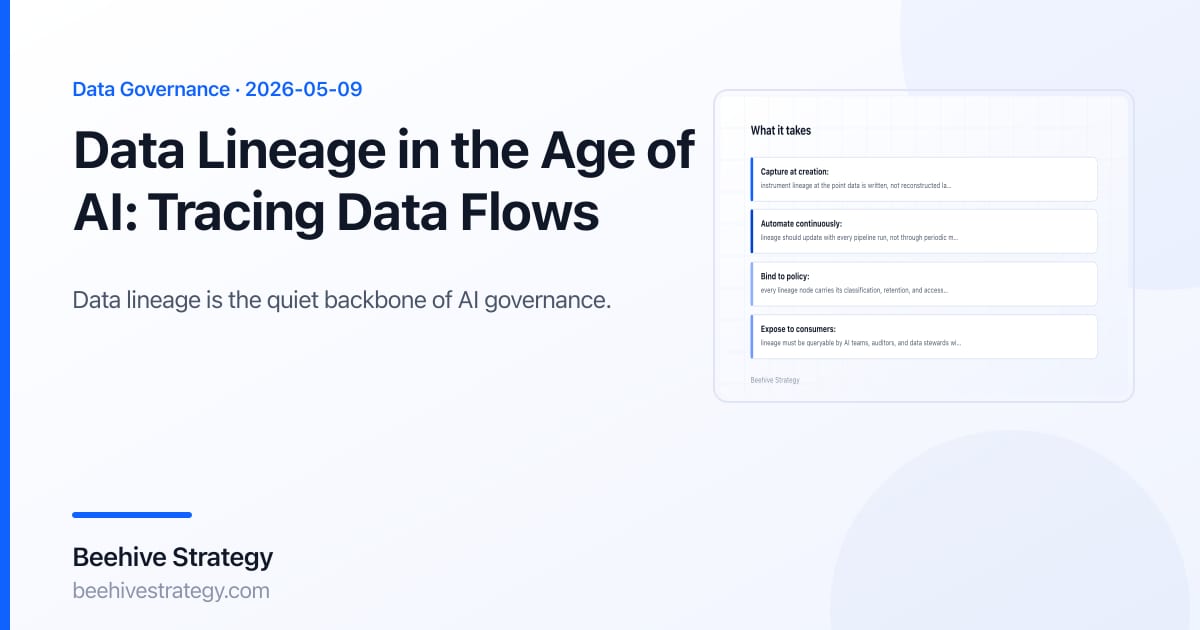 Data Governance · 2026-05-09
Data Lineage in the Age of
AI: Tracing Data Flows
Data lineage is the quiet backbone of AI governance.
What it takes
Capture at creation:
instrument lineage at the point data is written, not reconstructed la...
Automate continuously:
lineage should update with every pipeline run, not through periodic m...
Bind to policy:
every lineage node carries its classification, retention, and access...
Expose to consumers:
lineage must be queryable by AI teams, auditors, and data stewards wi...
Beehive Strategy
Beehive Strategy
beehivestrategy.com